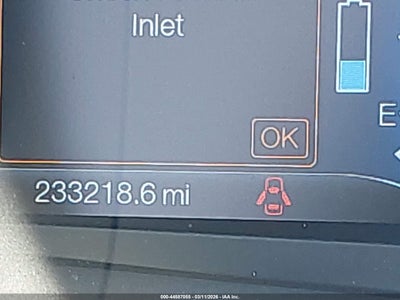 Inlet
OK
E
233218.6 mi
000-44587055 - 03/11/2026 - IAA Inc.